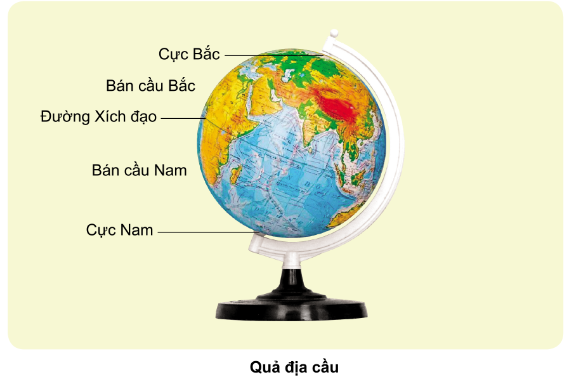 Cực Bắc
Bán cầu Bắc
Đường Xích đạo
Bán cầu Nam
Cực Nam
Quả địa cầu